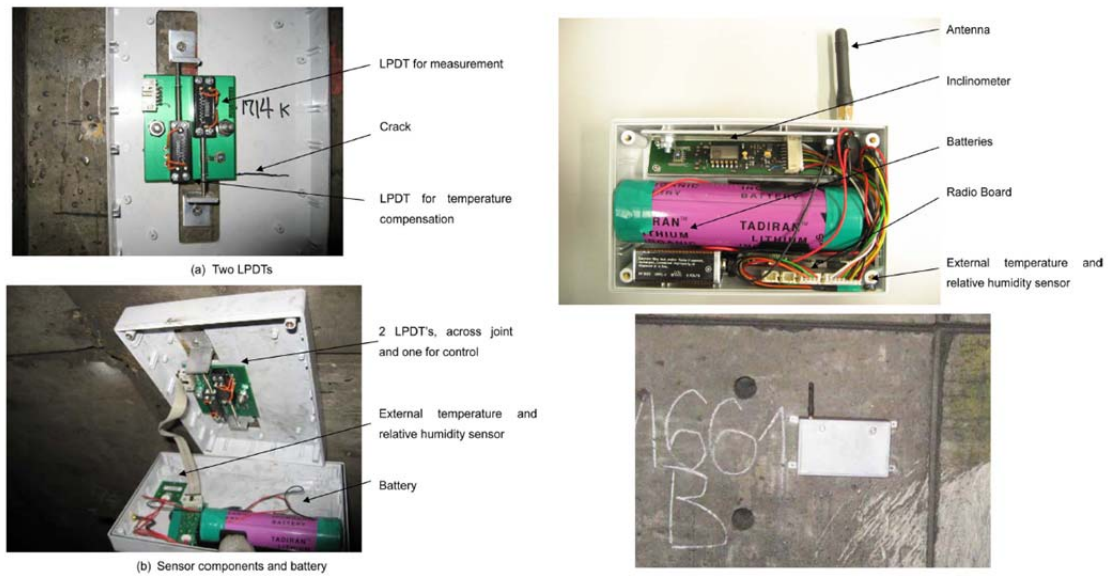 LPDT for measurement
1714 K
Crack
LPDT for temperature
compensation
(a) Two LPDTs
2 LPDT's, across joint
and one for control
External temperature and
relative humidity sensor
Battery
BATTERY
TADIRAN
(b) Sensor components and battery
Antenna
Inclinometer
Batteries
Radio Board
External temperature and
relative humidity sensor
BATTERY
TADIRAN™
LITHIUM
1661
B